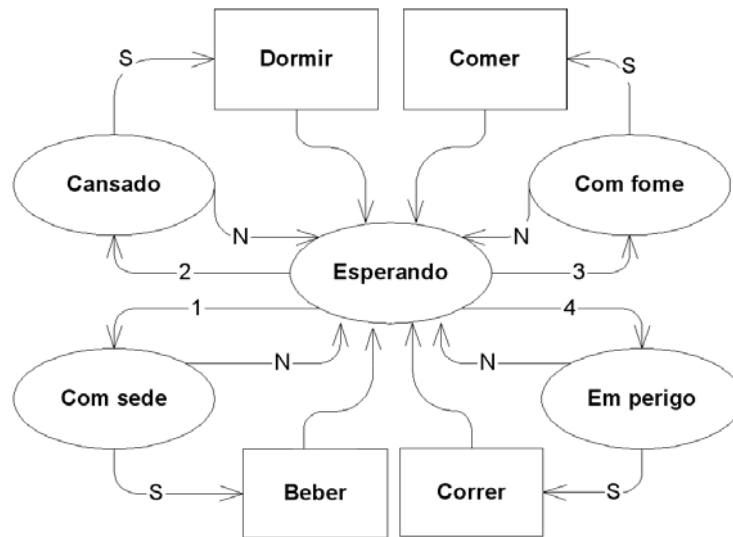 S
Dormir
Comer
S
Cansado
Com fome
N
N
Esperando
2
3
1
4
N
N
Com sede
Em perigo
S
Beber
Correr
S